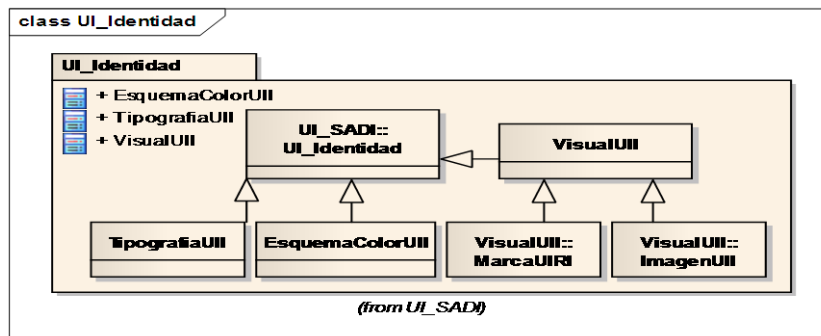 class UI_Identidad
UI_Identidad
+ EsquemaColorUII
+ TipografiaUII
+ VisualUII
UI_SADI::
UI_Identidad
VisualUII
TipografiaUII
EsquemaColorUII
VisualUII::
MarcaUIRI
VisualUII::
ImagenUII
(from UI_SADI)